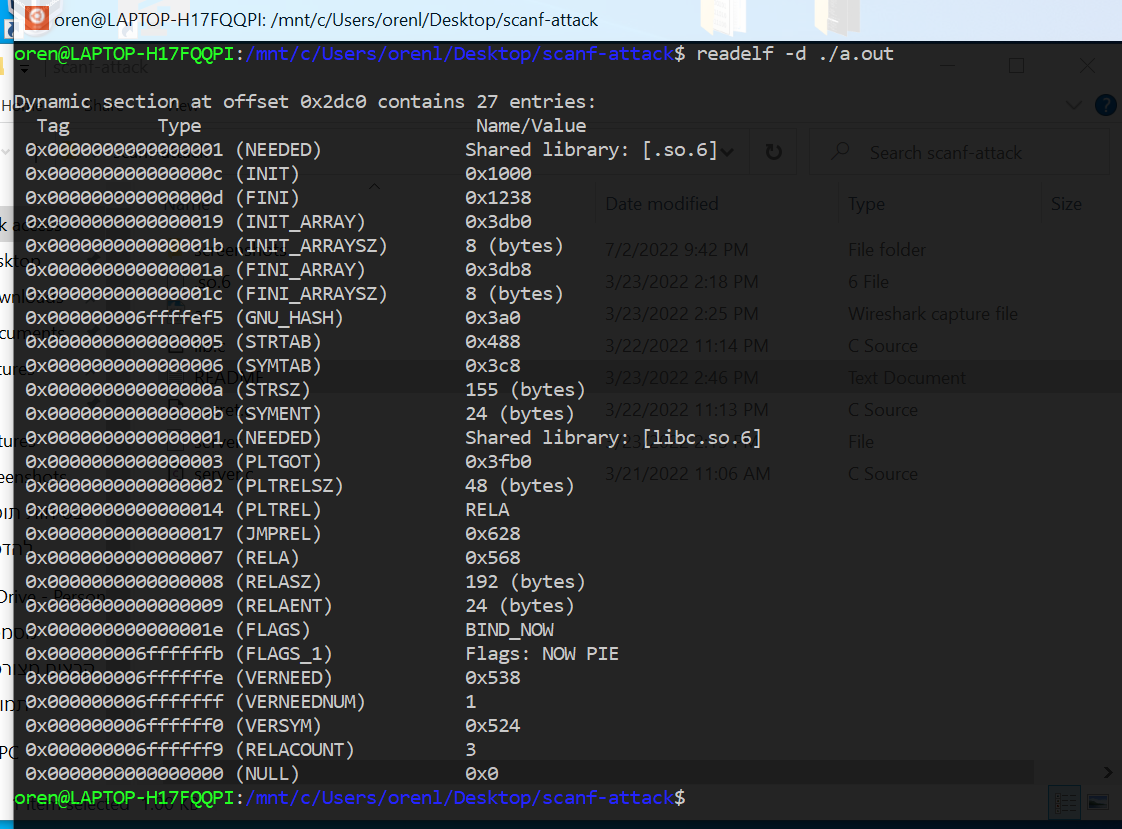 oren@LAPTOP-H17FQQPI: /mnt/c/Users/orenl/Desktop/scanf-attack
oren@LAPTOP-H17FQQPI:/mnt/c/Users/orenl/Desktop/scanf-attack$ readelf -d ./a.out
scanf-attack
Dynamic section at offset 0x2dc0 contains 27 entries:
Tag Type Name/Value
0x0000000000000001 (NEEDED) Shared library: [.so.6]
Search scanf-attack
0x000000000000000c (INIT) 0x1000
0x000000000000000d (FINI) 0x1238
Name Date modified Type Size
0x0000000000000019 (INIT_ARRAY) 0x3db0
0x000000000000001b (INIT_ARRAYSZ) 8 (bytes)
screenshots 7/2/2022 9:42 PM File folder
0x000000000000001a (FINI_ARRAY) 0x3db8
.so.6 3/23/2022 2:18 PM 6 File
0x000000000000001c (FINI_ARRAYSZ) 8 (bytes)
3/23/2022 2:25 PM Wireshark capture file
0x000000006ffffef5 (GNU_HASH) 0x3a0
0x0000000000000005 (STRTAB) 0x488
3/22/2022 11:14 PM C Source
0x0000000000000006 (SYMTAB) 0x3c8
README 3/23/2022 2:46 PM Text Document
0x000000000000000a (STRSZ) 155 (bytes)
0x000000000000000b (SYMENT) 24 (bytes)
3/22/2022 11:13 PM C Source
0x0000000000000001 (NEEDED) Shared library: [libc.so.6]
server File
0x0000000000000003 (PLTGOT) 0x3fb0
server.c 3/21/2022 11:06 AM C Source
0x0000000000000002 (PLTRELSZ) 48 (bytes)
0x0000000000000014 (PLTREL) RELA
0x0000000000000017 (JMPREL) 0x628
0x0000000000000007 (RELA) 0x568
0x0000000000000008 (RELASZ) 192 (bytes)
0x0000000000000009 (RELAENT) 24 (bytes)
0x000000000000001e (FLAGS) BIND_NOW
0x000000006ffffffb (FLAGS_1) Flags: NOW PIE
0x000000006ffffffe (VERNEED) 0x538
0x000000006fffffff (VERNEEDNUM) 1
0x000000006ffffff0 (VERSYM) 0x524
0x000000006ffffff9 (RELACOUNT) 3
0x0000000000000000 (NULL) 0x0
oren@LAPTOP-H17FQQPI:/mnt/c/Users/orenl/Desktop/scanf-attack$